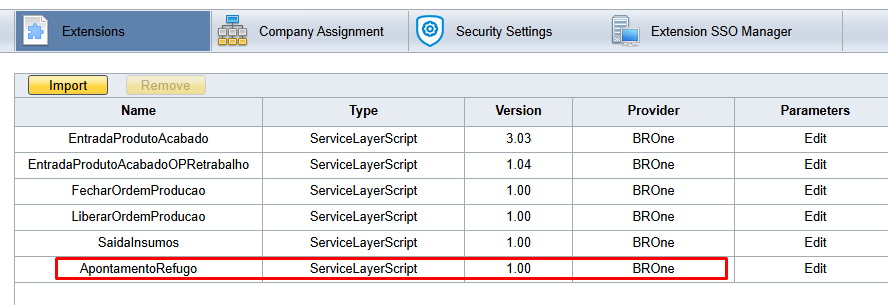 Extensions Company Assignment Security Settings Extension SSO Manager
Import Remove
Name Type Version Provider Parameters
EntradaProdutoAcabado ServiceLayerScript 3.03 BROne Edit
EntradaProdutoAcabadoOPRetrabalho ServiceLayerScript 1.04 BROne Edit
FecharOrdemProducao ServiceLayerScript 1.00 BROne Edit
LiberarOrdemProducao ServiceLayerScript 1.00 BROne Edit
SaidaInsumos ServiceLayerScript 1.00 BROne Edit
ApontamentoRefugo ServiceLayerScript 1.00 BROne Edit